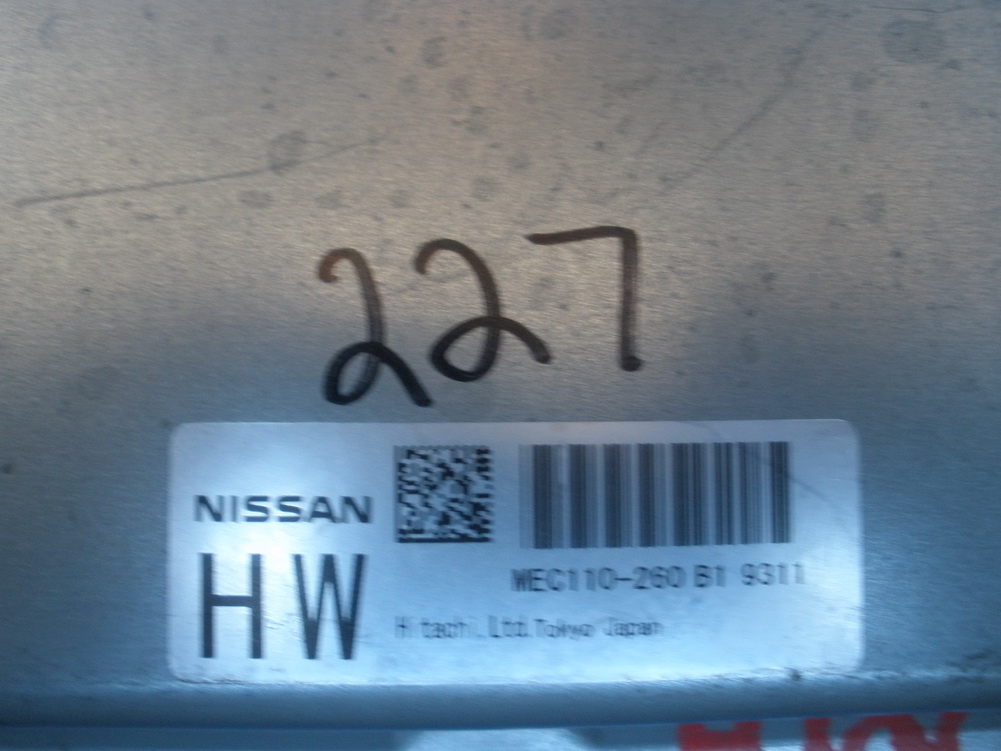 227
NISSAN
HW
MEC110-260 B1 9311
Hitachi, Ltd. Tokyo Japan